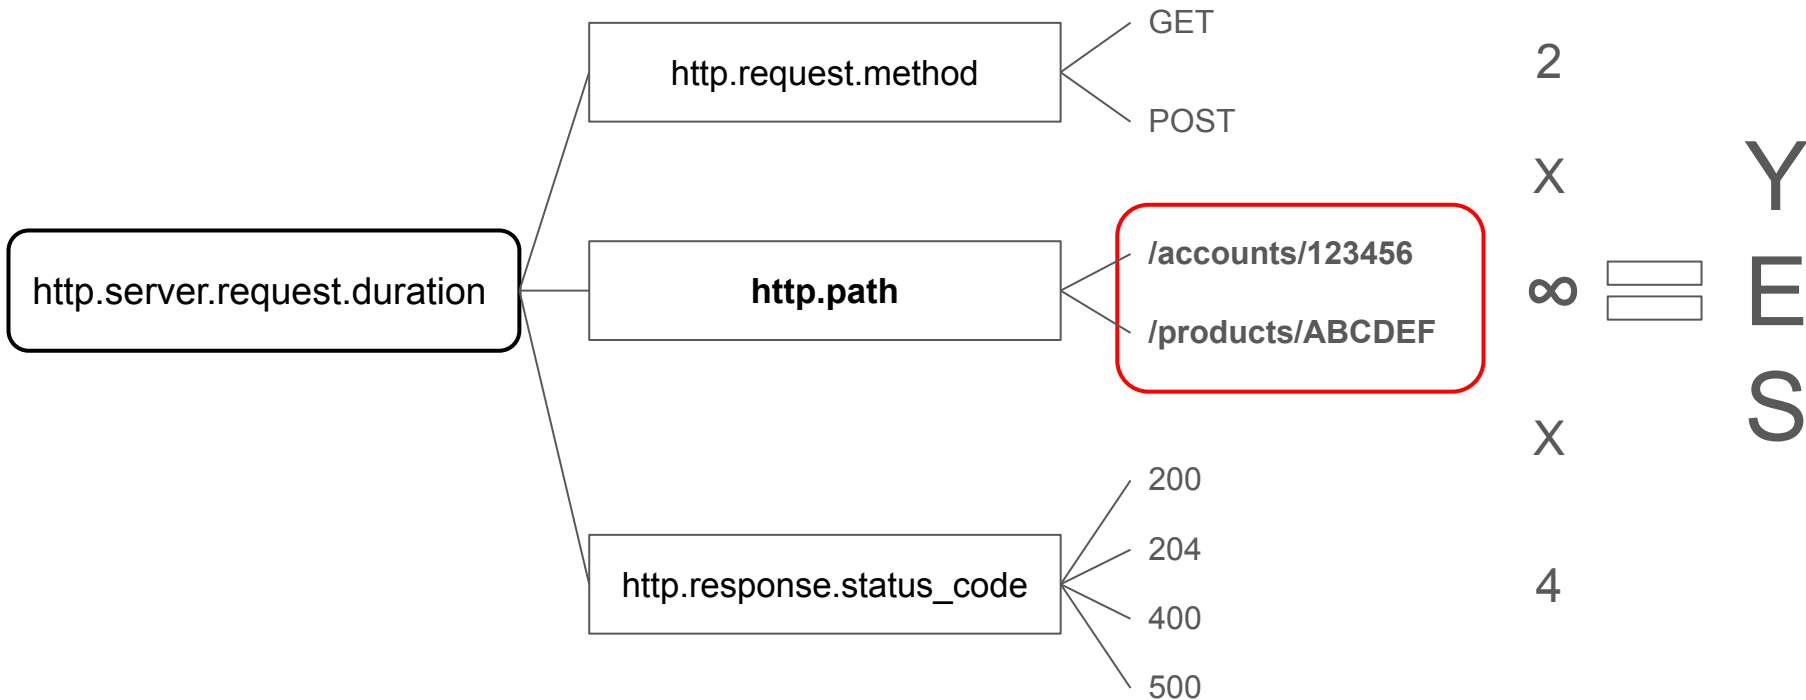 http.server.request.duration
http.request.method
GET
POST
http.path
/accounts/123456
/products/ABCDEF
http.response.status_code
200
204
400
500
2
X
∞
X
4
Y
E
S